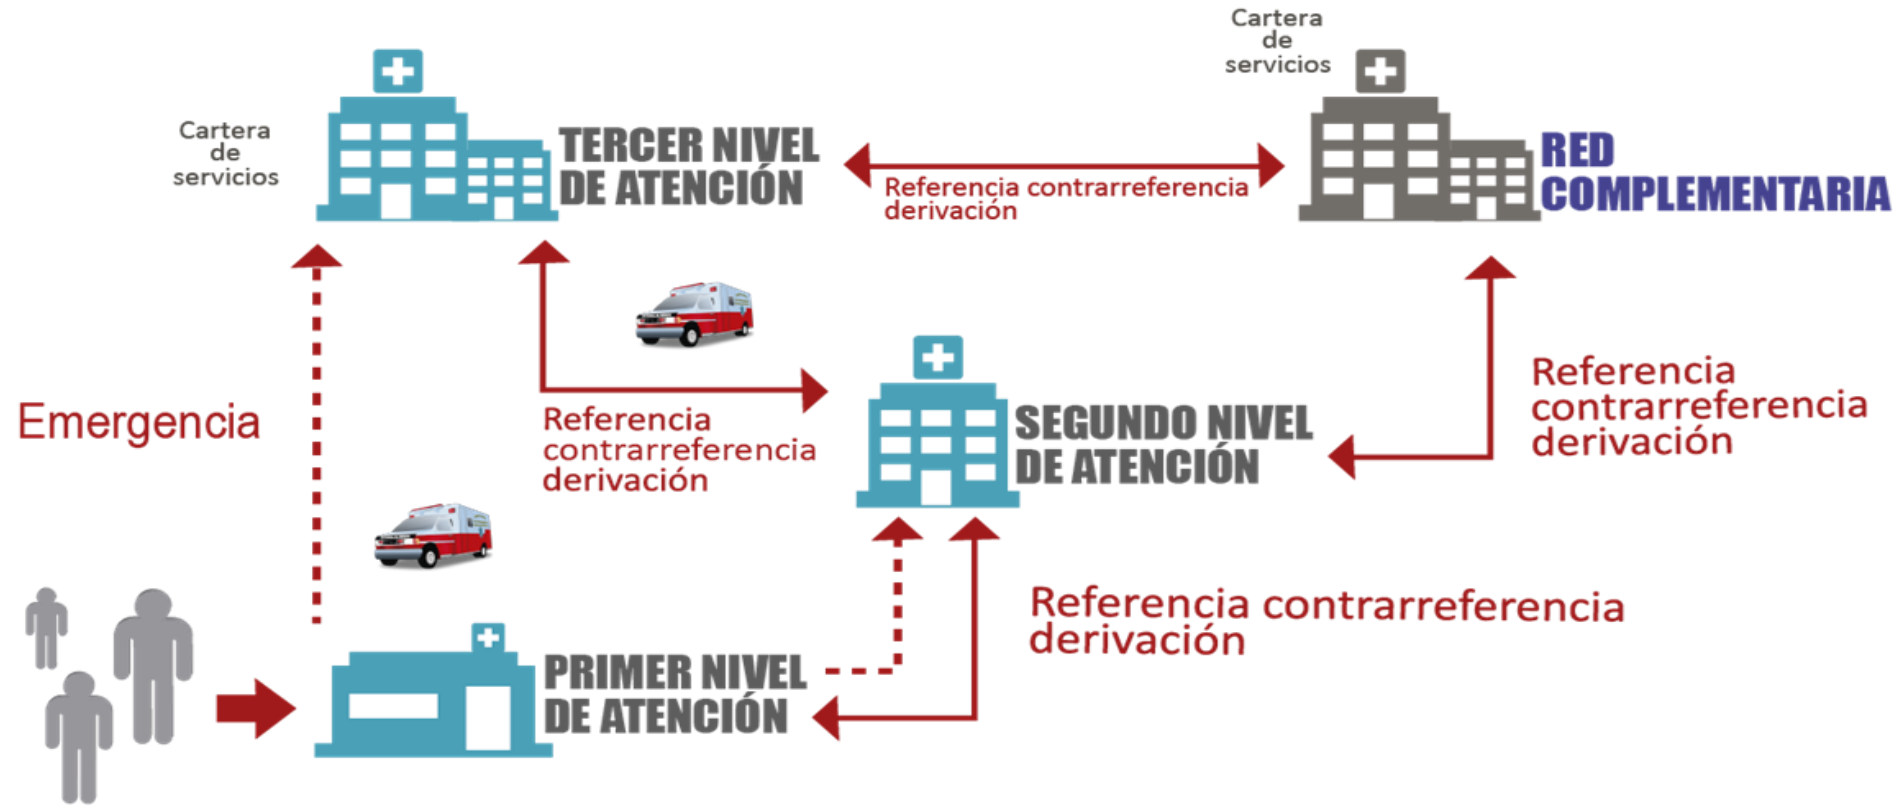 Cartera
de
servicios
Cartera
de
servicios
TERCER NIVEL
DE ATENCIÓN
Referencia contrarreferencia
derivación
RED
COMPLEMENTARIA
Emergencia
Referencia
contrarreferencia
derivación
SEGUNDO NIVEL
DE ATENCIÓN
Referencia
contrarreferencia
derivación
Referencia contrarreferencia
derivación
PRIMER NIVEL
DE ATENCIÓN